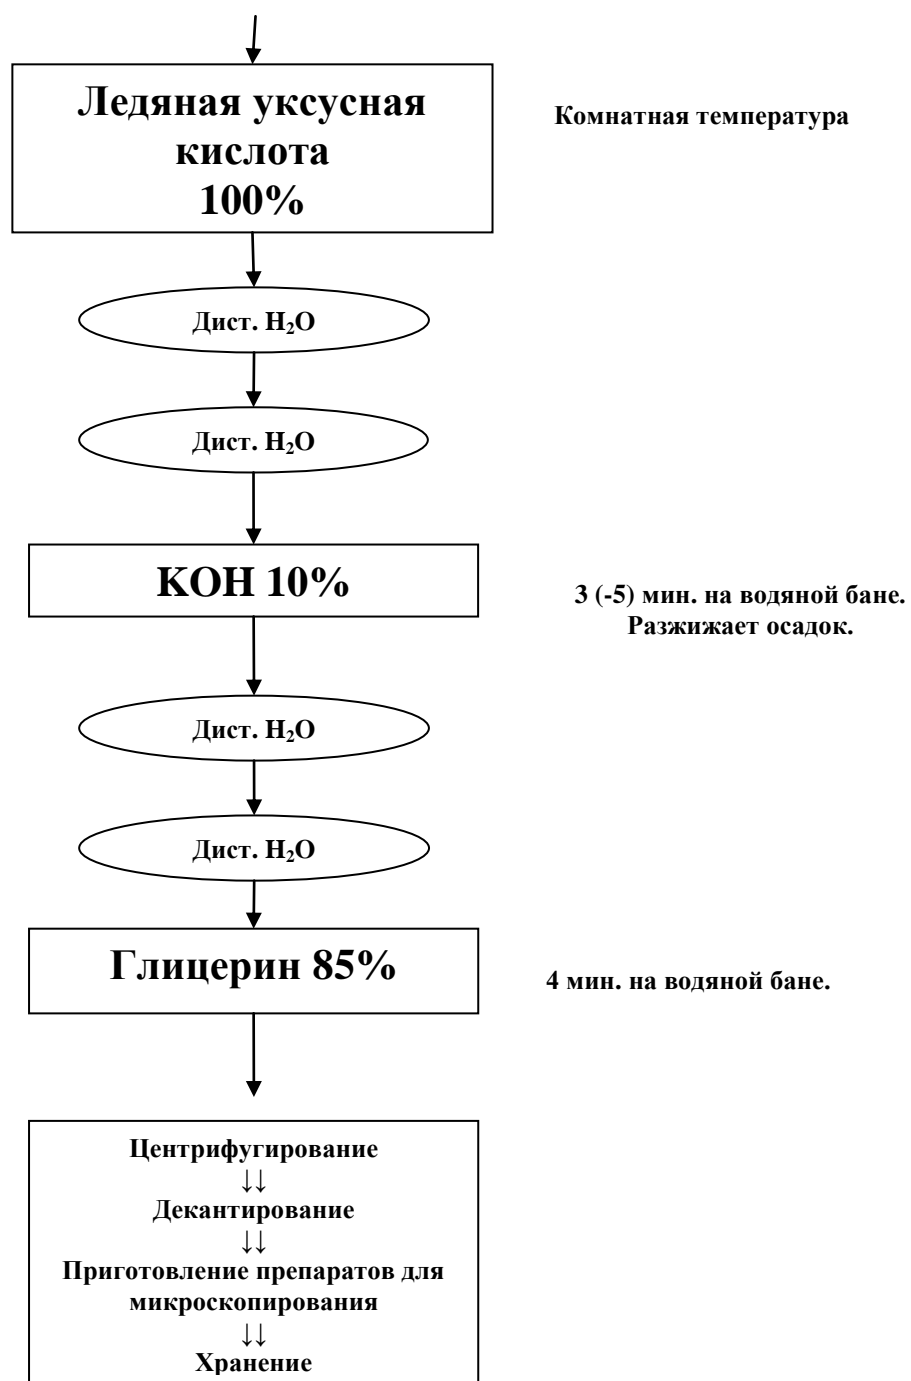 Ледяная уксусная
кислота
100%
Комнатная температура
Дист. H₂O
Дист. H₂O
КОН 10%
3 (-5) мин. на водяной бане.
Разжижает осадок.
Дист. H₂O
Дист. H₂O
Глицерин 85%
4 мин. на водяной бане.
Центрифугирование
↓↓
Декантирование
↓↓
Приготовление препаратов для
микроскопирования
↓↓
Хранение